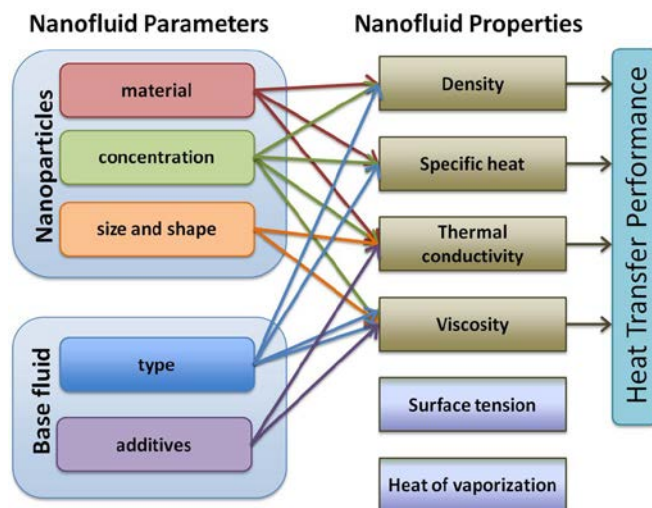 Nanofluid Parameters
Nanofluid Properties
Nanoparticles
material
concentration
size and shape
Base fluid
type
additives
Density
Specific heat
Thermal
conductivity
Viscosity
Surface tension
Heat of vaporization
Heat Transfer Performance